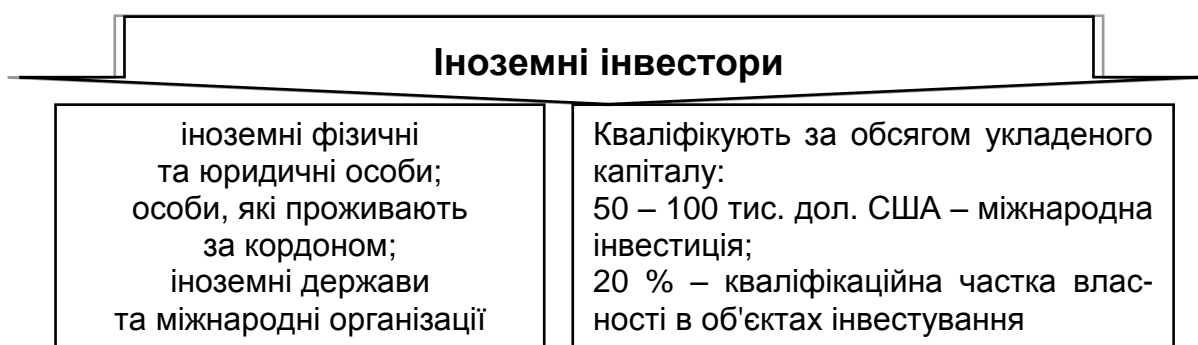 Іноземні інвестори
іноземні фізичні
та юридичні особи;
особи, які проживають
за кордоном;
іноземні держави
та міжнародні організації
Кваліфікують за обсягом укладеного
капіталу:
50 – 100 тис. дол. США – міжнародна
інвестиція;
20 % – кваліфікаційна частка влас-
ності в об'єктах інвестування